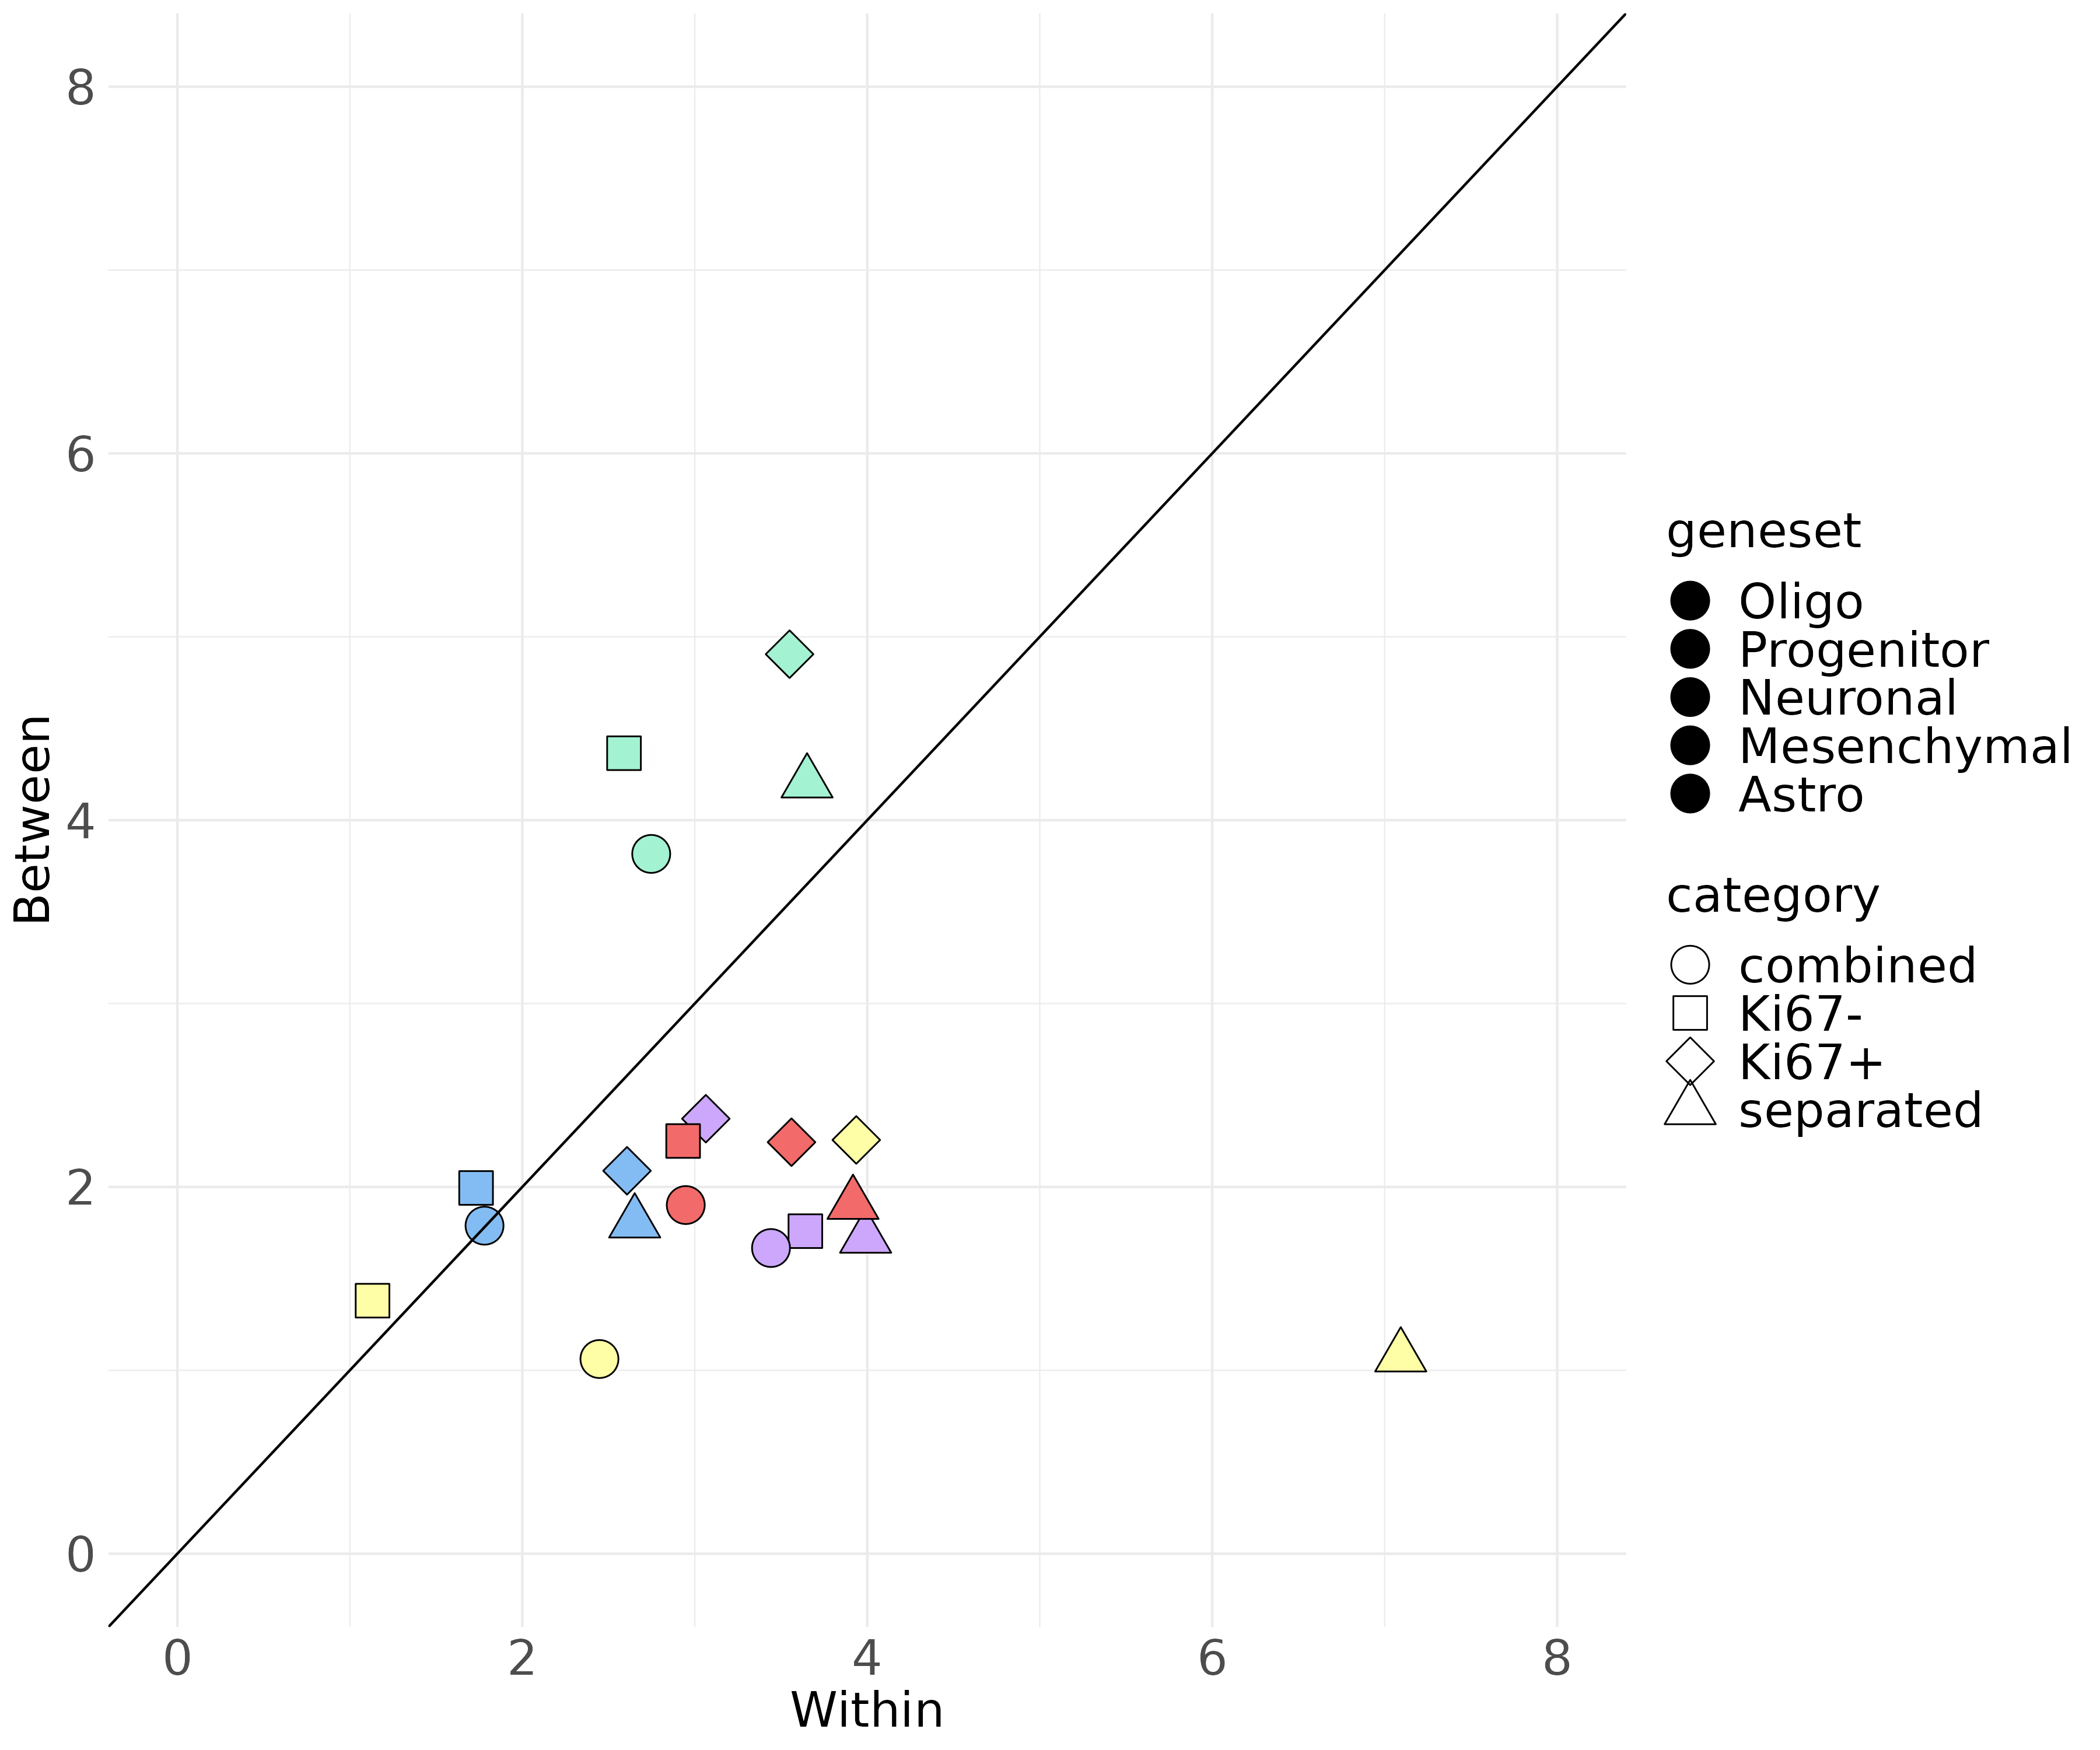 8
6
4
2
0
Between
0 2 4 6 8
Within
geneset
Oligo
Progenitor
Neuronal
Mesenchymal
Astro
category
combined
Ki67-
Ki67+
separated